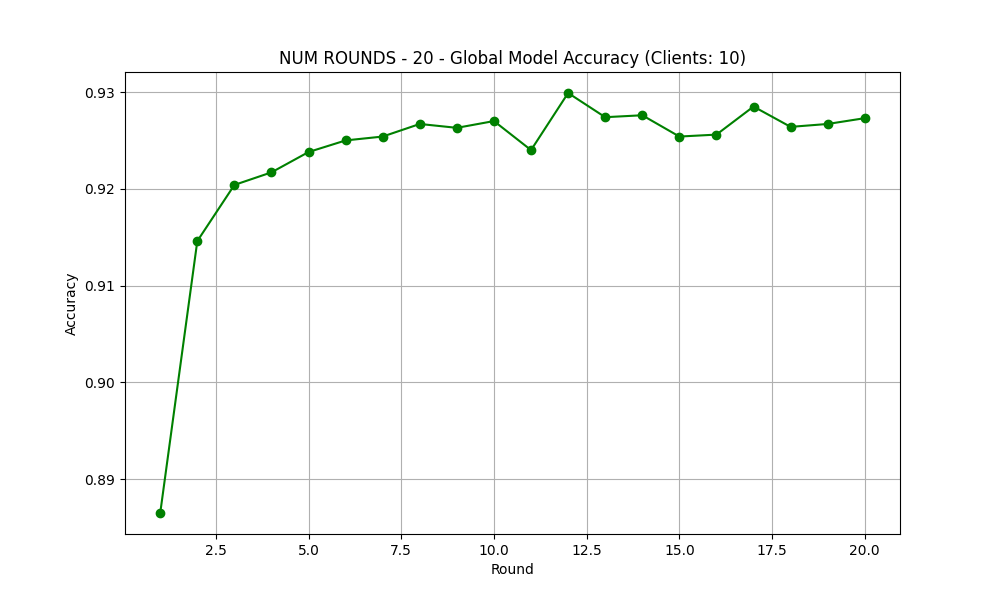 NUM ROUNDS - 20 - Global Model Accuracy (Clients: 10)
0.93
0.92
0.91
0.90
0.89
Accuracy
2.5 5.0 7.5 10.0 12.5 15.0 17.5 20.0
Round